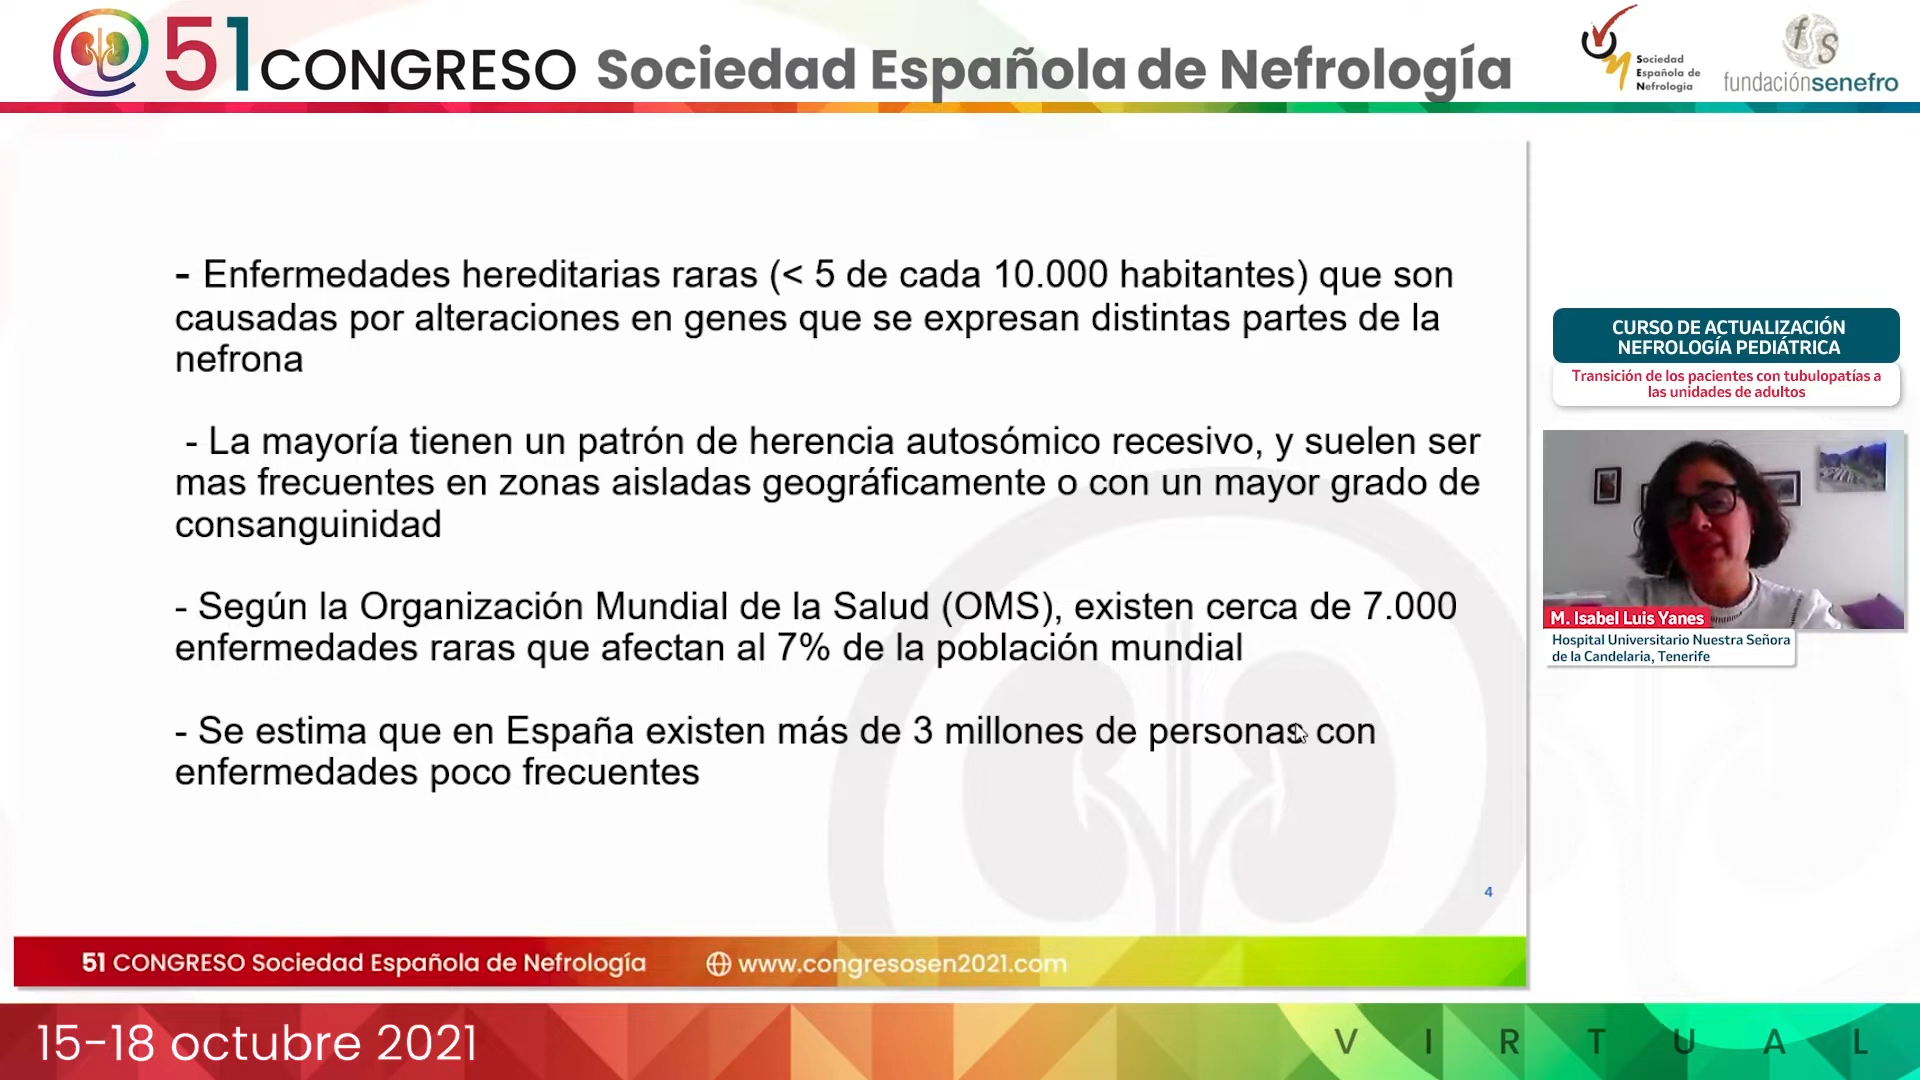 51 CONGRESO Sociedad Española de Nefrología
Sociedad
Española de
Nefrología
fs
fundaciónsenefro
- Enfermedades hereditarias raras (< 5 de cada 10.000 habitantes) que son
causadas por alteraciones en genes que se expresan distintas partes de la
nefrona
- La mayoría tienen un patrón de herencia autosómico recesivo, y suelen ser
mas frecuentes en zonas aisladas geográficamente o con un mayor grado de
consanguinidad
- Según la Organización Mundial de la Salud (OMS), existen cerca de 7.000
enfermedades raras que afectan al 7% de la población mundial
- Se estima que en España existen más de 3 millones de personas con
enfermedades poco frecuentes
4
51 CONGRESO Sociedad Española de Nefrología
www.congresosen2021.com
CURSO DE ACTUALIZACIÓN
NEFROLOGÍA PEDIÁTRICA
Transición de los pacientes con tubulopatías a
las unidades de adultos
M. Isabel Luis Yanes
Hospital Universitario Nuestra Señora
de la Candelaria, Tenerife
15-18 octubre 2021
VIRTUAL